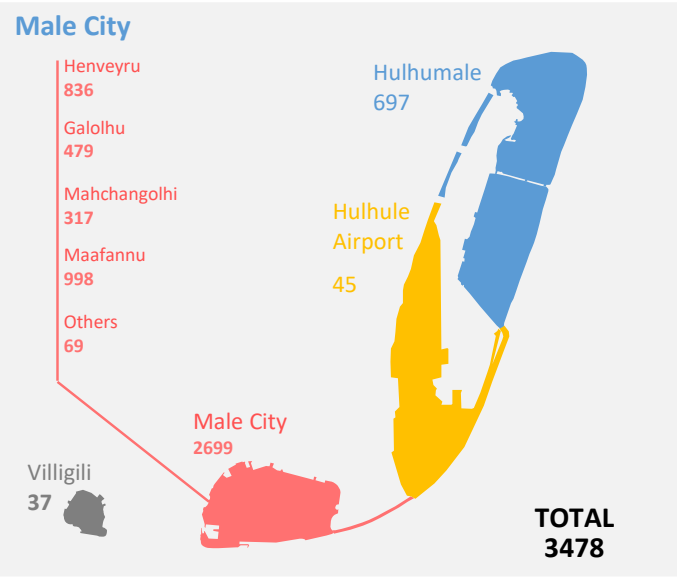 Male City
Henveyru
836
Galolhu
479
Mahchangolhi
317
Maafannu
998
Others
69
Hulhumale
697
Hulhule
Airport
45
Male City
2699
Villigili
37
TOTAL
3478